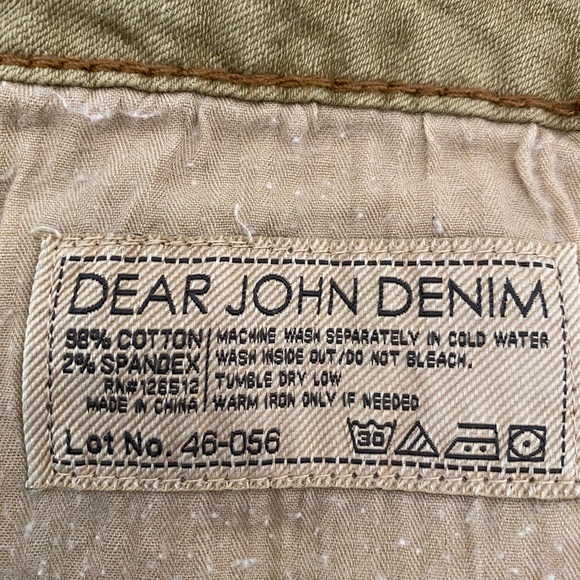 DEAR JOHN DENIM
98% COTTON
2% SPANDEX
RN#126512
MADE IN CHINA
MACHINE WASH SEPARATELY IN COLD WATER
WASH INSIDE OUT/DO NOT BLEACH.
TUMBLE DRY LOW
WARM IRON ONLY IF NEEDED
Lot No. 46-056
30